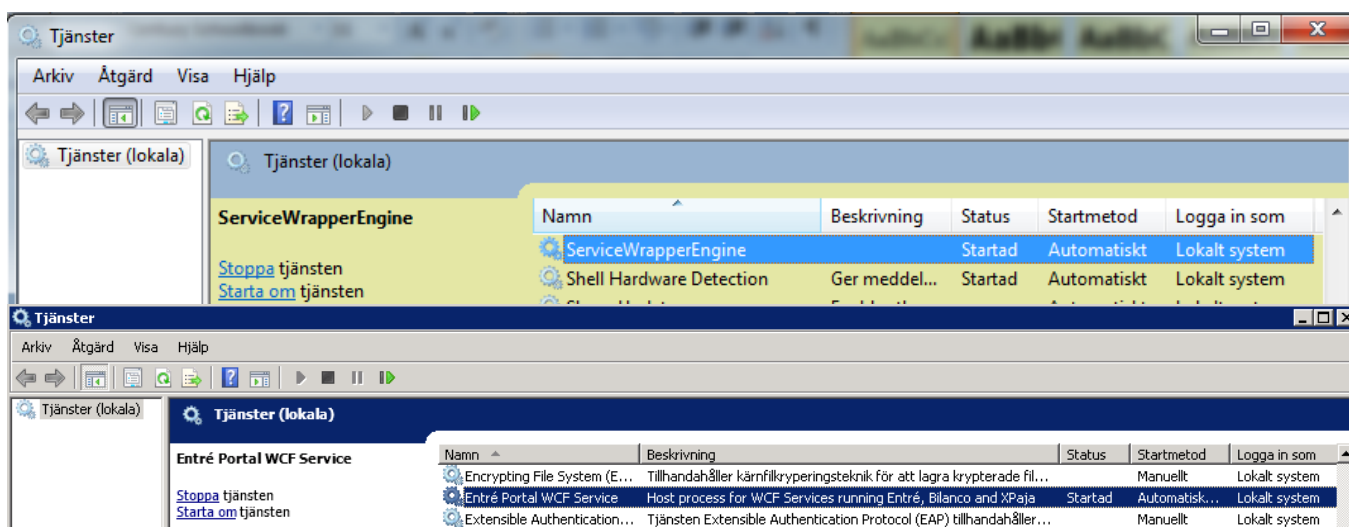 Tjänster
Arkiv Åtgärd Visa Hjälp
Tjänster (lokala)
Tjänster (lokala)
ServiceWrapperEngine
Stoppa tjänsten
Starta om tjänsten
Namn Beskrivning Status Startmetod Logga in som
ServiceWrapperEngine Startad Automatiskt Lokalt system
Shell Hardware Detection Ger meddel... Startad Automatiskt Lokalt system
Tjänster
Arkiv Åtgärd Visa Hjälp
Tjänster (lokala)
Tjänster (lokala)
Entré Portal WCF Service
Stoppa tjänsten
Starta om tjänsten
Namn Beskrivning Status Startmetod Logga in som
Encrypting File System (E... Tillhandahåller kärnfilkryperingsteknik för att lagra krypterade fil... Manuellt Lokalt system
Entré Portal WCF Service Host process for WCF Services running Entré, Bilanco and XPaja Startad Automatisk... Lokalt system
Extensible Authentication... Tjänsten Extensible Authentication Protocol (EAP) tillhandahåller... Manuellt Lokalt system